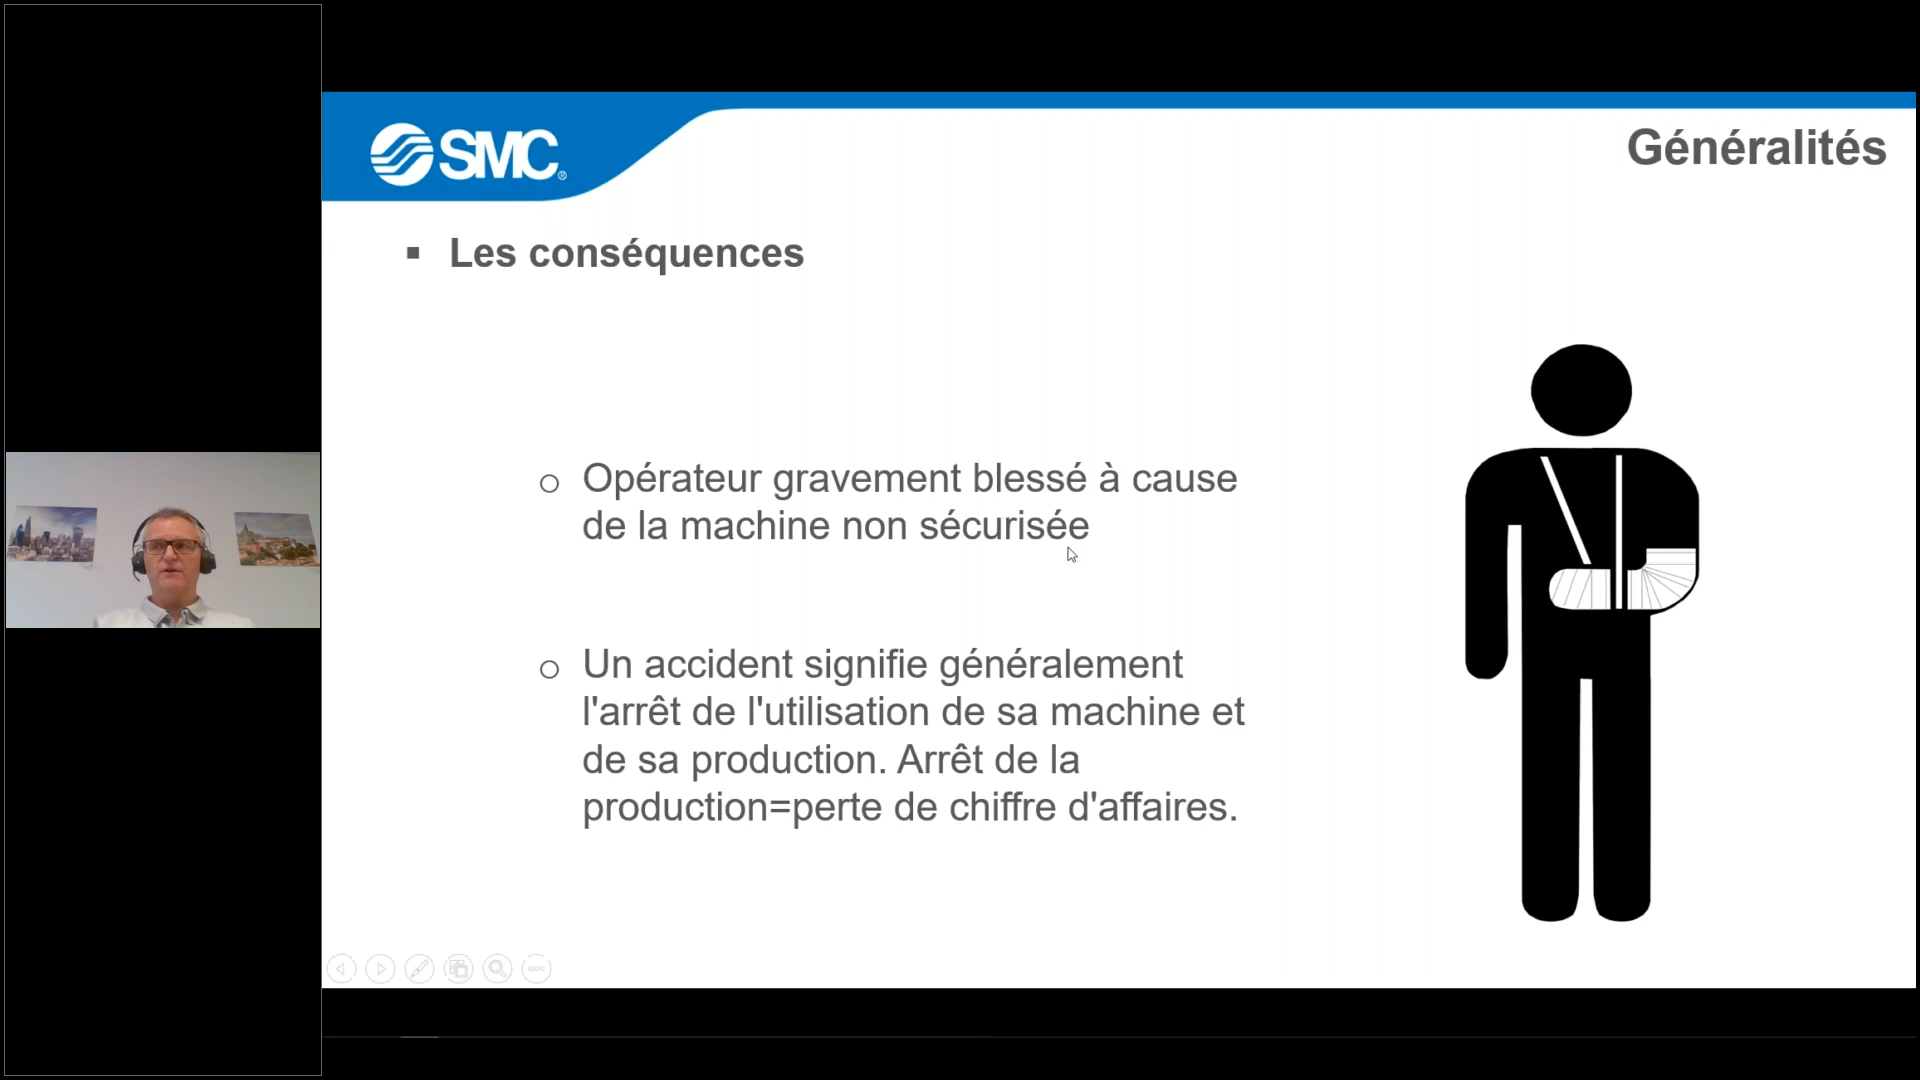 SMC®
Généralités
▪ Les conséquences
o Opérateur gravement blessé à cause
de la machine non sécurisée
o Un accident signifie généralement
l'arrêt de l'utilisation de sa machine et
de sa production. Arrêt de la
production=perte de chiffre d'affaires.